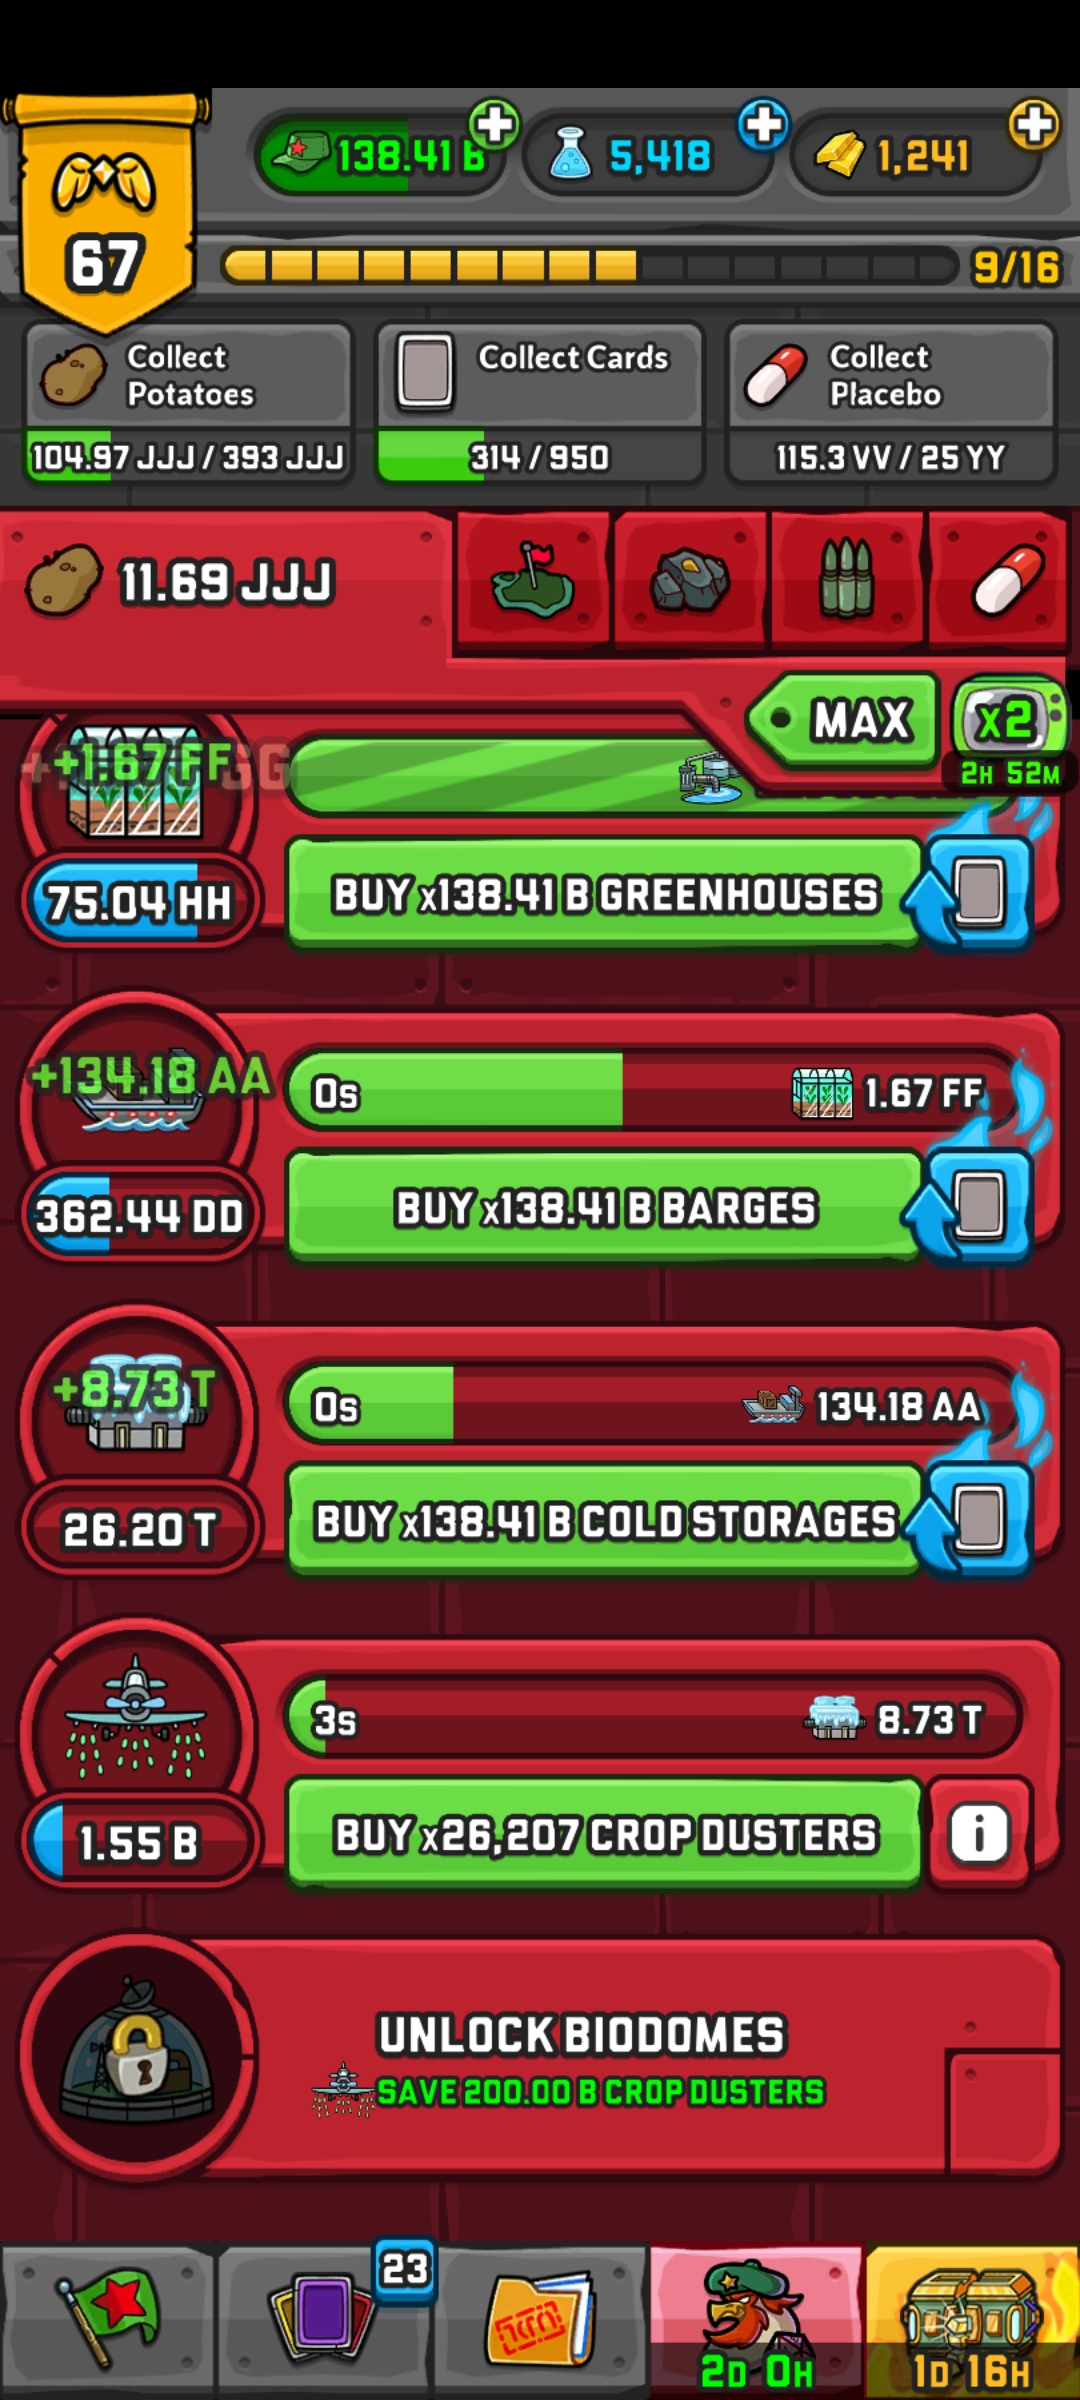 138.41 B
5,418
1,241
67
9/16
Collect
Potatoes
104.97 JJJ / 393 JJJ
Collect Cards
314 / 950
Collect
Placebo
115.3 VV / 25 YY
11.69 JJJ
MAX
x2
2H 52M
+1.67 FF
75.04 HH
BUY x138.41 B GREENHOUSES
+134.18 AA
0s
1.67 FF
362.44 DD
BUY x138.41 B BARGES
+8.73 T
0s
134.18 AA
26.20 T
BUY x138.41 B COLD STORAGES
3s
8.73 T
1.55 B
BUY x26,207 CROP DUSTERS
i
UNLOCK BIODOMES
SAVE 200.00 B CROP DUSTERS
23
2D 0H
1D 16H